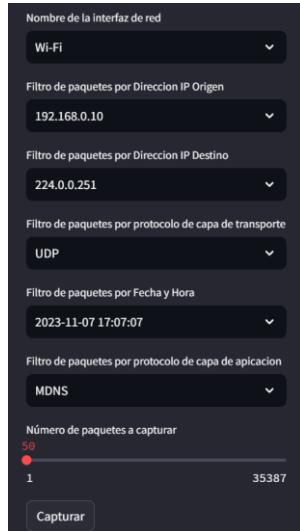 Nombre de la interfaz de red
Wi-Fi
Filtro de paquetes por Direccion IP Origen
192.168.0.10
Filtro de paquetes por Direccion IP Destino
224.0.0.251
Filtro de paquetes por protocolo de capa de transporte
UDP
Filtro de paquetes por Fecha y Hora
2023-11-07 17:07:07
Filtro de paquetes por protocolo de capa de apicacion
MDNS
Número de paquetes a capturar
50
1 35387
Capturar